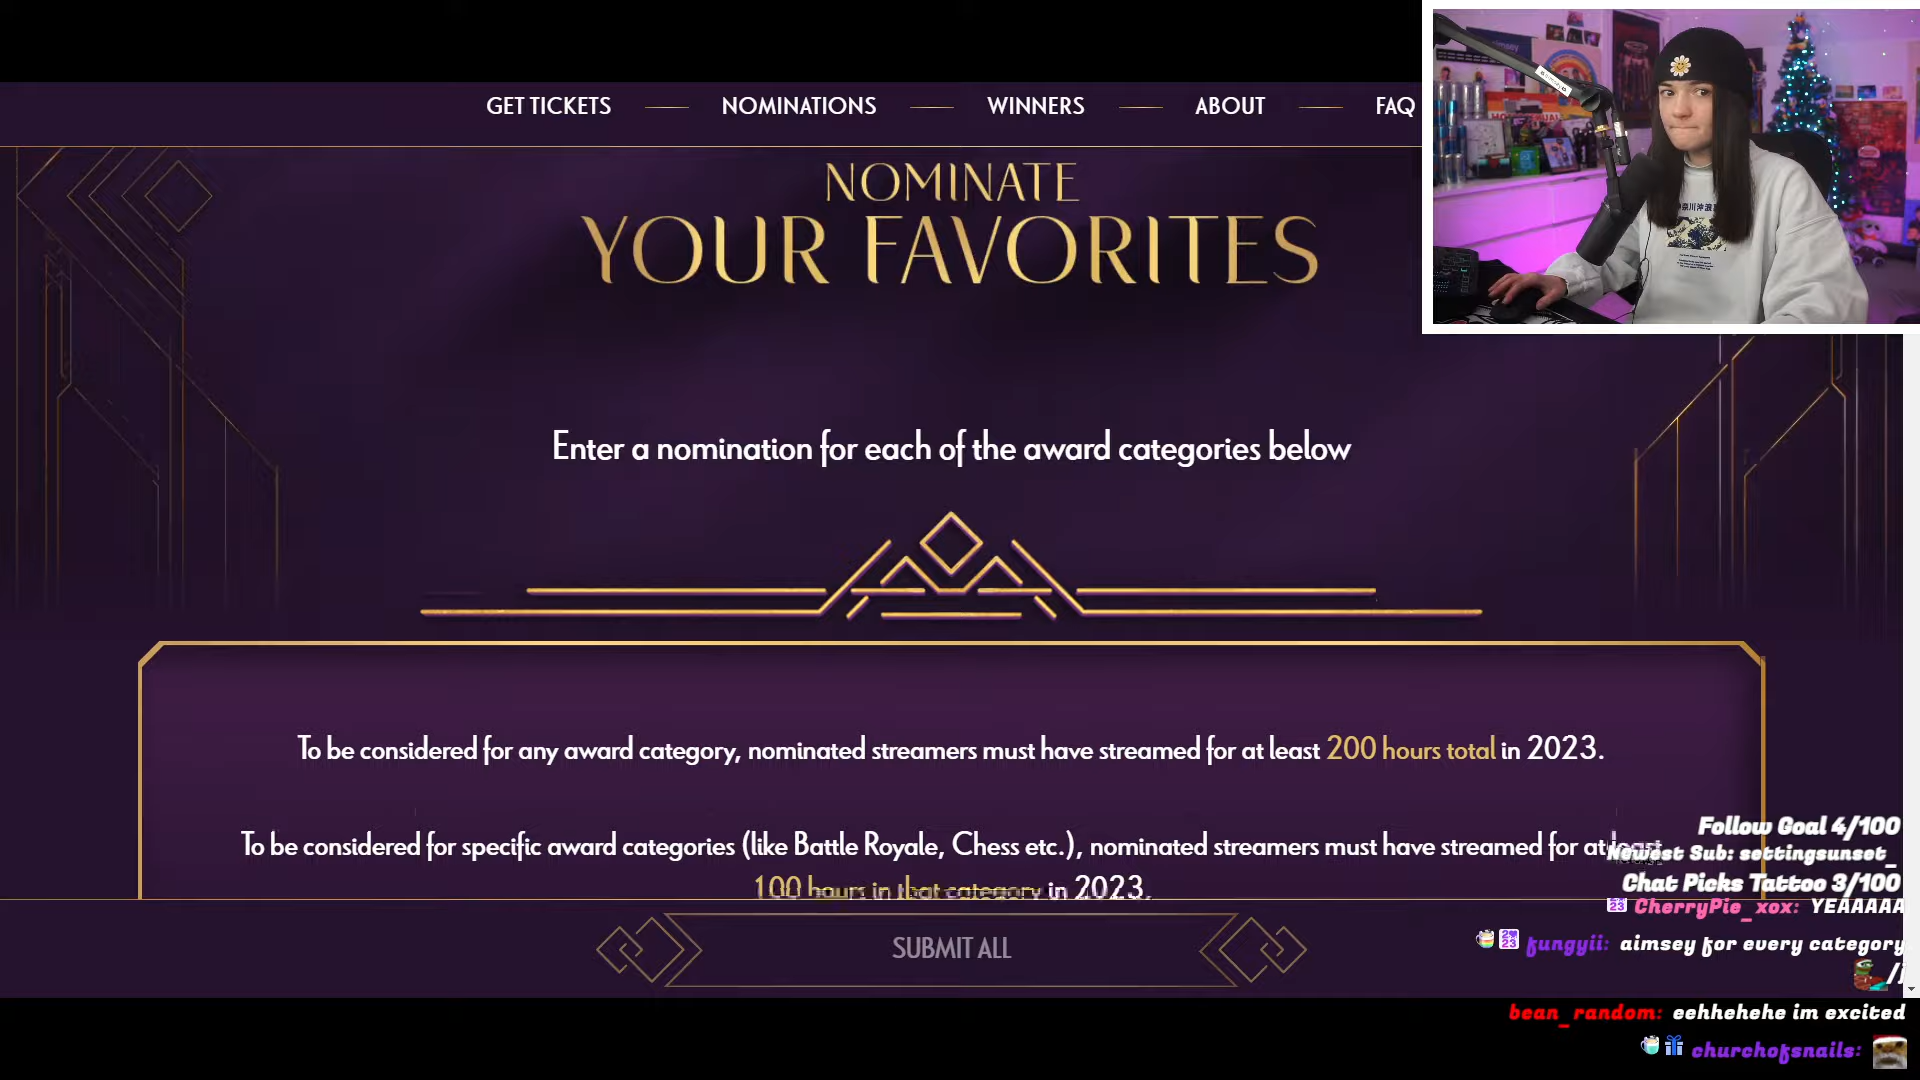 GET TICKETS
NOMINATIONS
WINNERS
ABOUT
FAQ
NOMINATE
YOUR FAVORITES
Enter a nomination for each of the award categories below
To be considered for any award category, nominated streamers must have streamed for at least 200 hours total in 2023.
To be considered for specific award categories (like Battle Royale, Chess etc.), nominated streamers must have streamed for at least
100 hours in that category in 2023.
SUBMIT ALL
Follow Goal 4/100
Newest Sub: settingsunset_
Chat Picks Tattoo 3/100
CherryPie_xox: YEAAAAA
fungyii: aimsey for every category
/j
bean_random: eehhehehe im excited
churchofsnails: